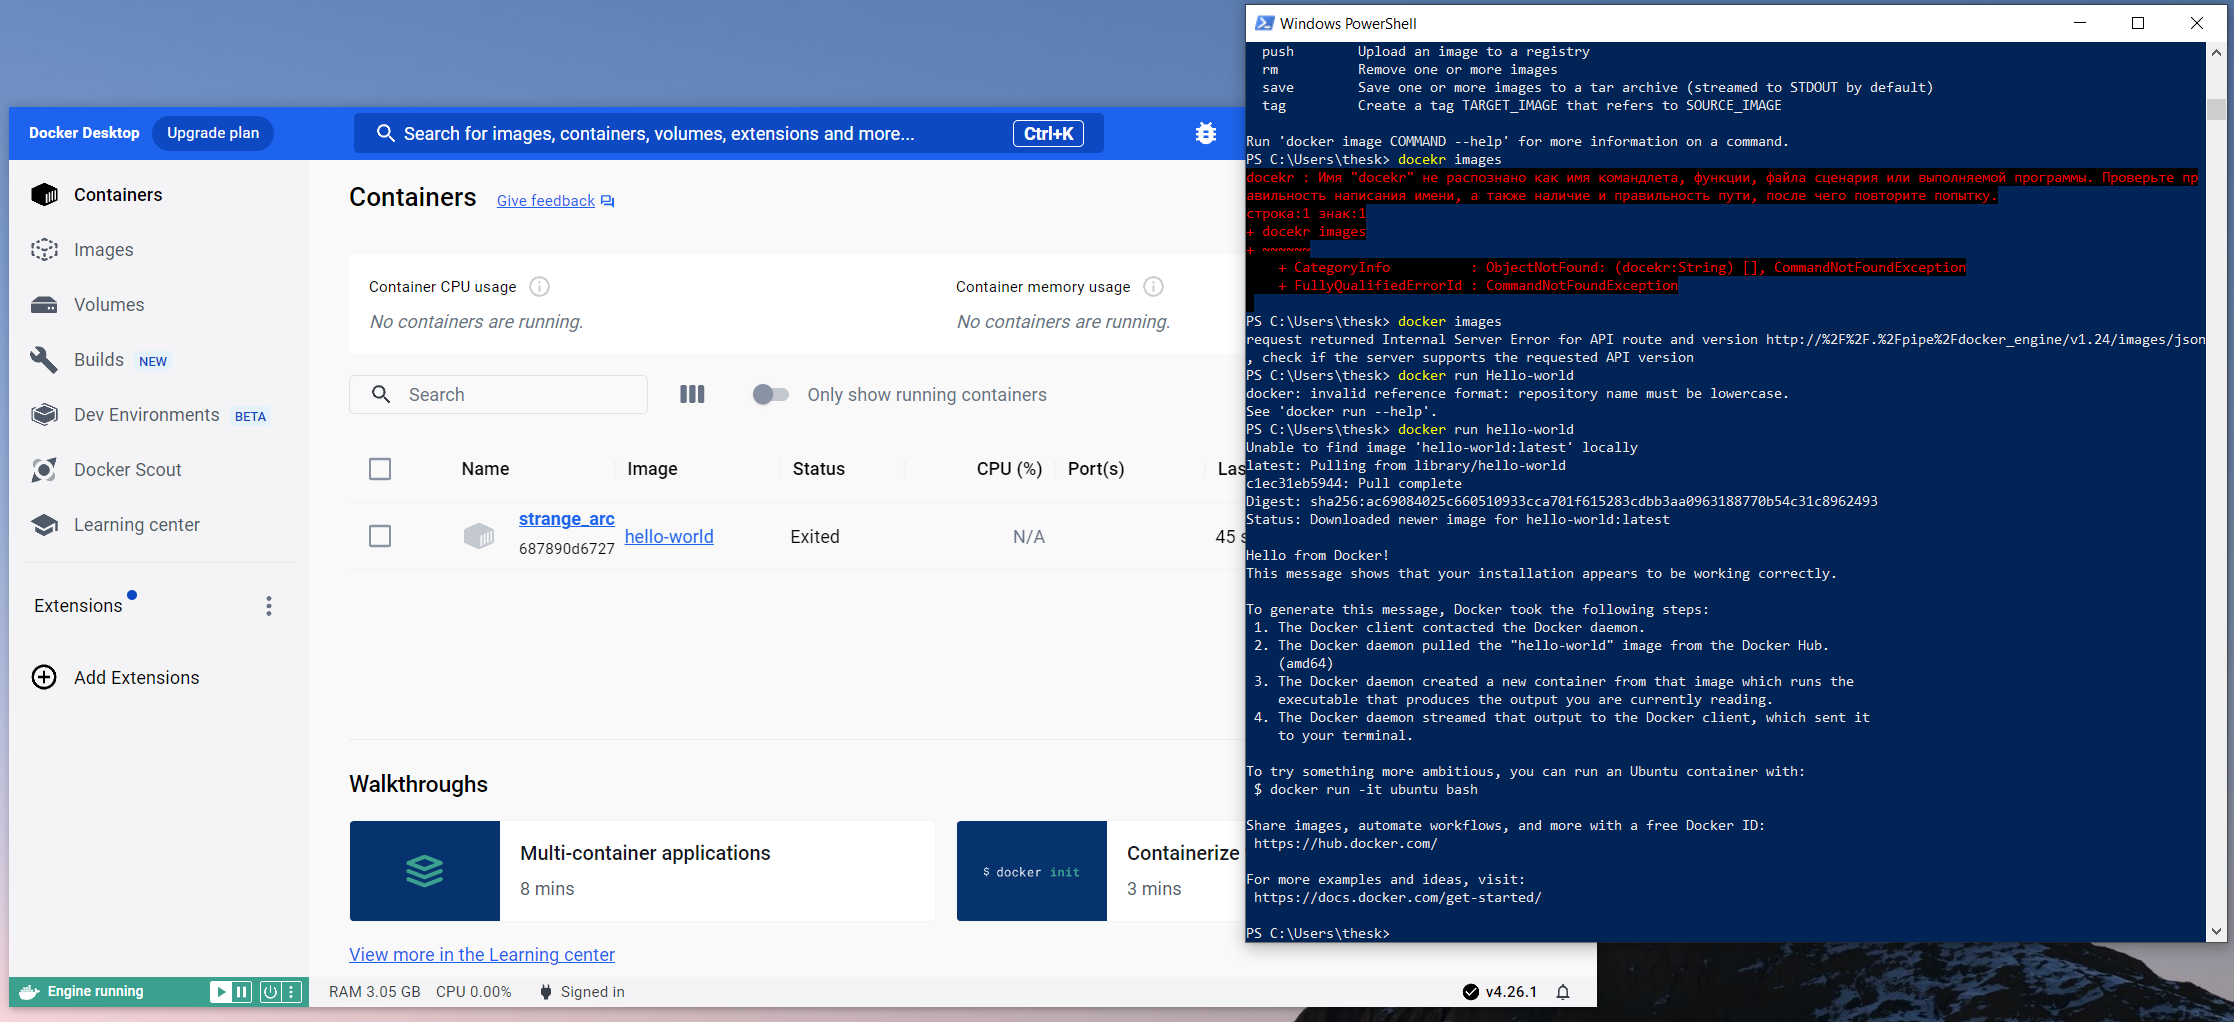 Docker Desktop
Upgrade plan
Search for images, containers, volumes, extensions and more...
Ctrl+K
Containers
Images
Volumes
Builds NEW
Dev Environments BETA
Docker Scout
Learning center
Extensions
Add Extensions
Containers
Give feedback
Container CPU usage
No containers are running.
Container memory usage
No containers are running.
Search
Only show running containers
Name Image Status CPU (%) Port(s) Las
strange_arc
687890d6727
hello-world Exited N/A 45 s
Walkthroughs
Multi-container applications
8 mins
$ docker init
Containerize
3 mins
View more in the Learning center
Engine running
RAM 3.05 GB CPU 0.00% Signed in
v4.26.1
Windows PowerShell
push Upload an image to a registry
rm Remove one or more images
save Save one or more images to a tar archive (streamed to STDOUT by default)
tag Create a tag TARGET_IMAGE that refers to SOURCE_IMAGE
Run 'docker image COMMAND --help' for more information on a command.
PS C:\Users\thesk> docekr images
docekr : Имя "docekr" не распознано как имя командлета, функции, файла сценария или выполняемой программы. Проверьте пр
авильность написания имени, а также наличие и правильность пути, после чего повторите попытку.
строка:1 знак:1
+ docekr images
+ ~~~~~~
+ CategoryInfo : ObjectNotFound: (docekr:String) [], CommandNotFoundException
+ FullyQualifiedErrorId : CommandNotFoundException
PS C:\Users\thesk> docker images
request returned Internal Server Error for API route and version http://%2F%2F.%2Fpipe%2Fdocker_engine/v1.24/images/json
, check if the server supports the requested API version
PS C:\Users\thesk> docker run Hello-world
docker: invalid reference format: repository name must be lowercase.
See 'docker run --help'.
PS C:\Users\thesk> docker run hello-world
Unable to find image 'hello-world:latest' locally
latest: Pulling from library/hello-world
c1ec31eb5944: Pull complete
Digest: sha256:ac69084025c660510933cca701f615283cdbb3aa0963188770b54c31c8962493
Status: Downloaded newer image for hello-world:latest
Hello from Docker!
This message shows that your installation appears to be working correctly.
To generate this message, Docker took the following steps:
1. The Docker client contacted the Docker daemon.
2. The Docker daemon pulled the "hello-world" image from the Docker Hub.
(amd64)
3. The Docker daemon created a new container from that image which runs the
executable that produces the output you are currently reading.
4. The Docker daemon streamed that output to the Docker client, which sent it
to your terminal.
To try something more ambitious, you can run an Ubuntu container with:
$ docker run -it ubuntu bash
Share images, automate workflows, and more with a free Docker ID:
https://hub.docker.com/
For more examples and ideas, visit:
https://docs.docker.com/get-started/
PS C:\Users\thesk>